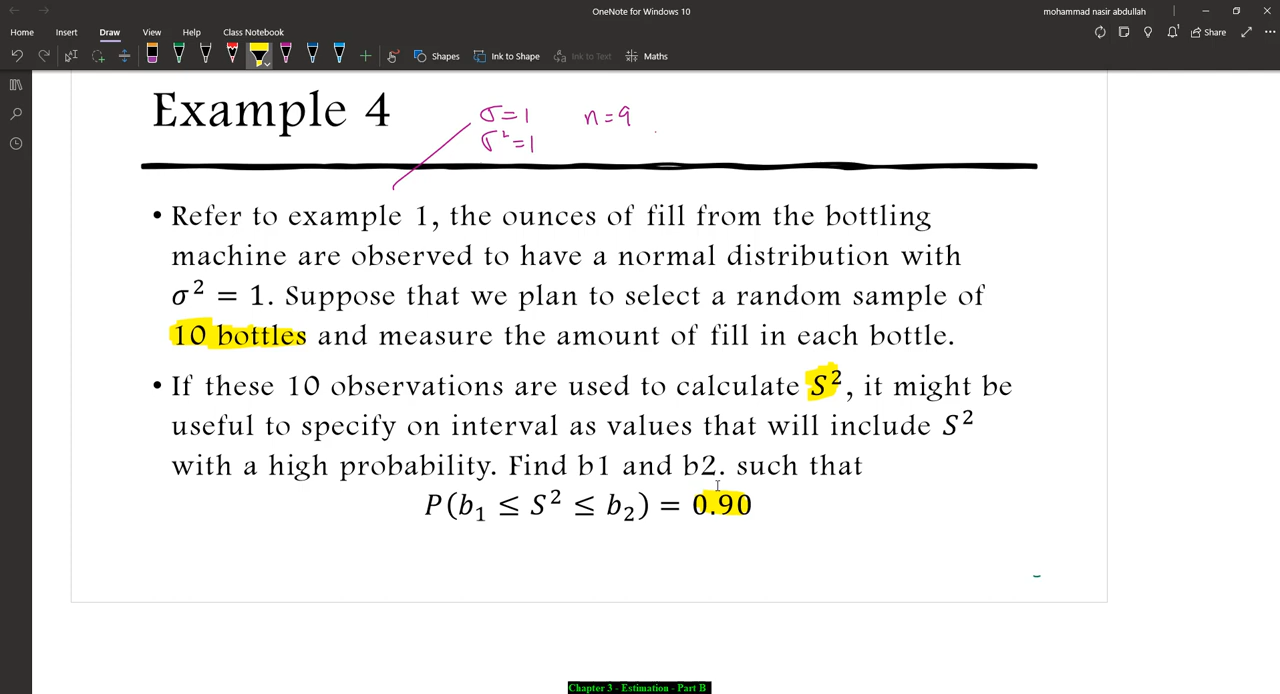 OneNote for Windows 10
mohammad nasir abdullah
Home Insert Draw View Help Class Notebook
Share
Shapes Ink to Shape Ink to Text Maths
Example 4
σ=1 n=9
σ²=1
• Refer to example 1, the ounces of fill from the bottling
machine are observed to have a normal distribution with
σ² = 1. Suppose that we plan to select a random sample of
10 bottles and measure the amount of fill in each bottle.
• If these 10 observations are used to calculate S², it might be
useful to specify on interval as values that will include S²
with a high probability. Find b1 and b2. such that
P(b₁ ≤ S² ≤ b₂) = 0.90
Chapter 3 - Estimation - Part B